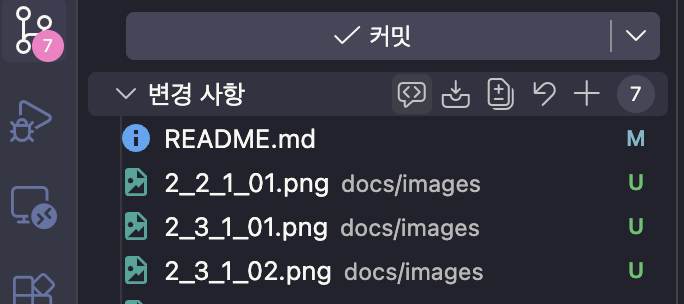 커밋
7
변경 사항 7
README.md M
2_2_1_01.png docs/images U
2_3_1_01.png docs/images U
2_3_1_02.png docs/images U